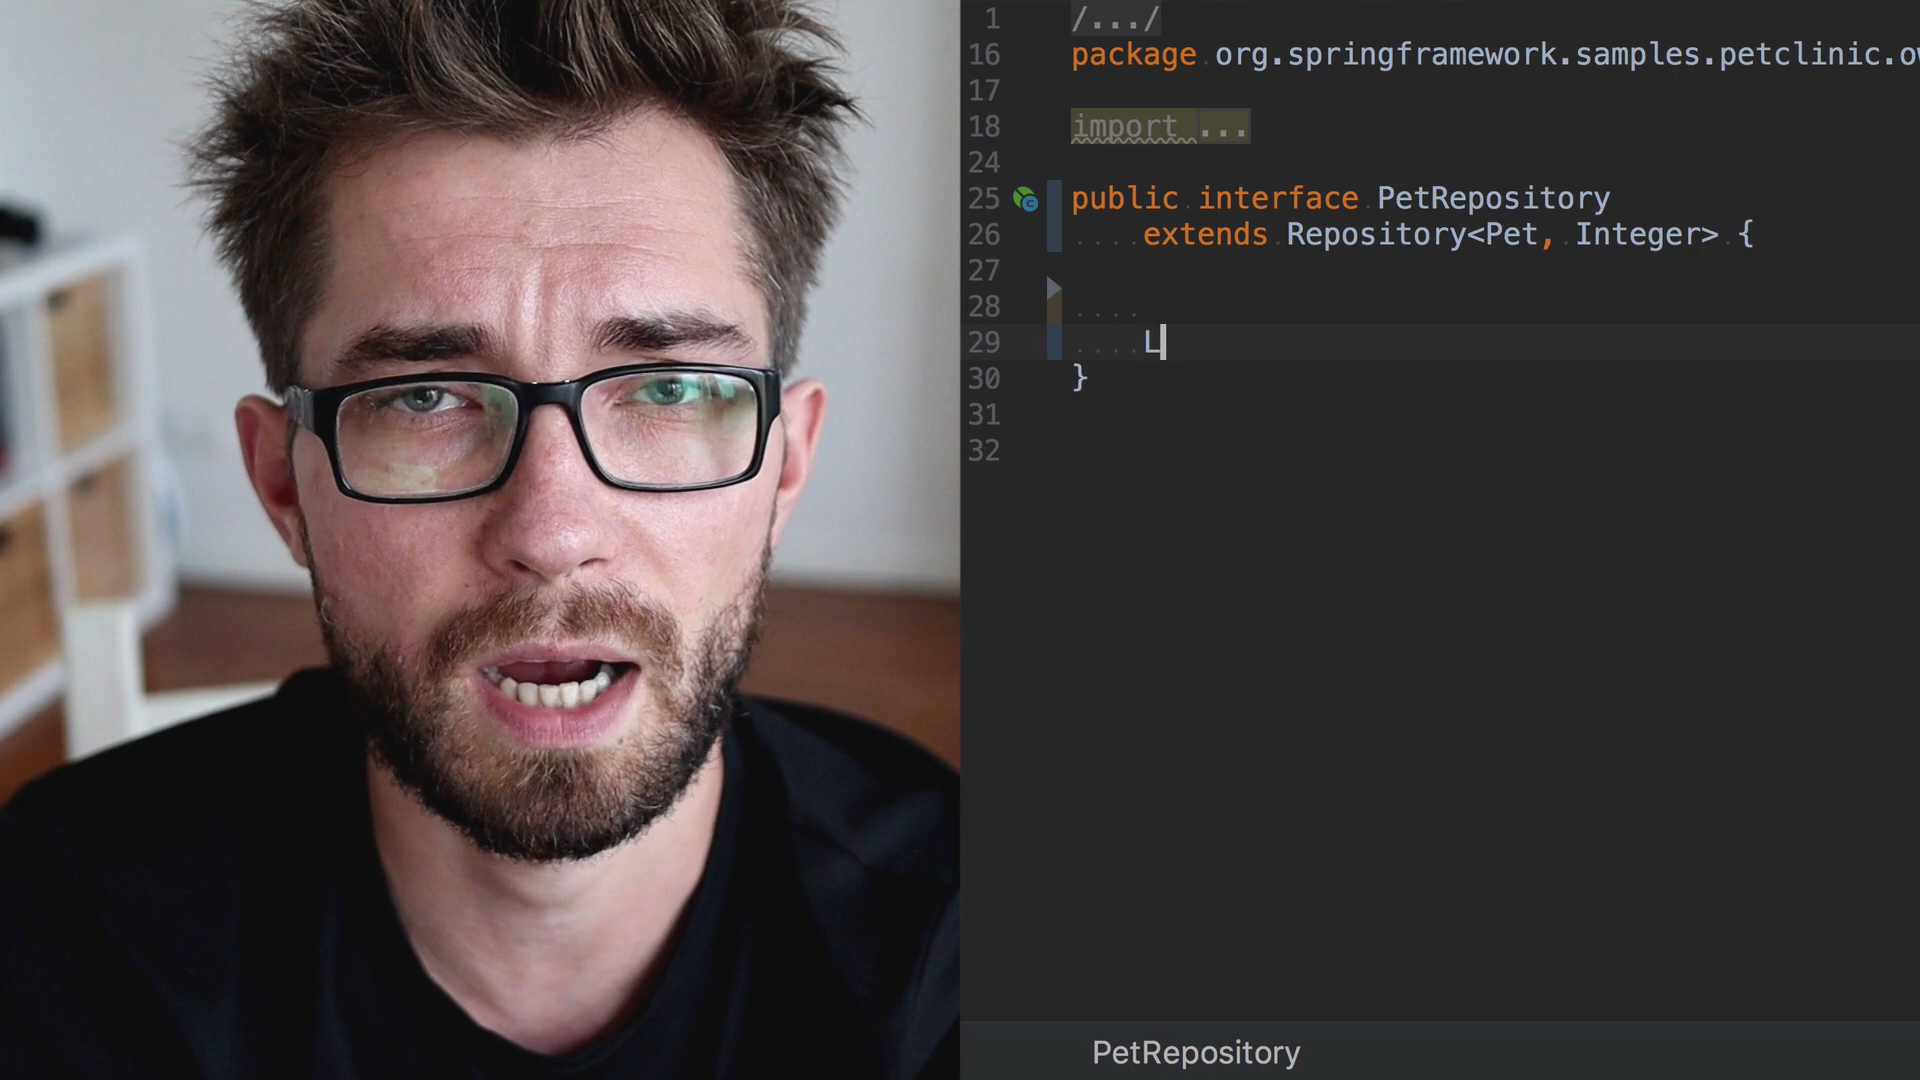 1 /.../
16 package org.springframework.samples.petclinic.
17
18 import ...
24
25 public interface PetRepository
26 extends Repository<Pet, Integer> {
27
28
29 L
30 }
31
32
PetRepository